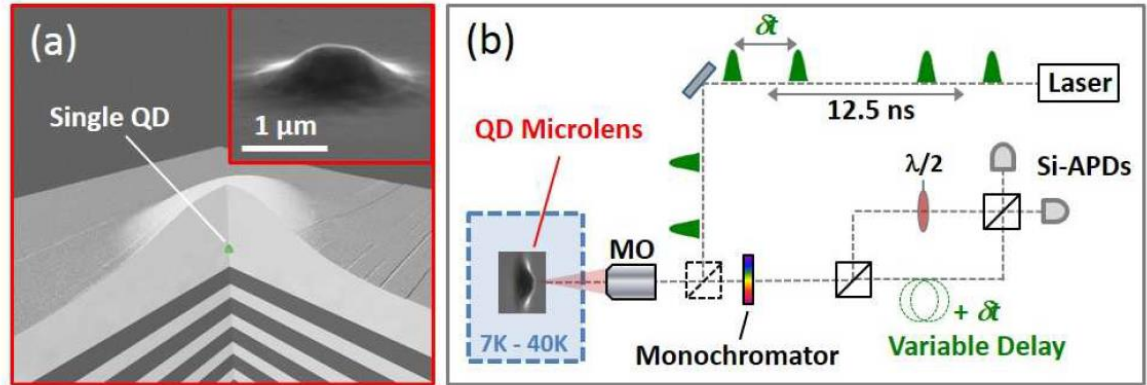 (a)
Single QD
1 μm
(b)
δt
Laser
12.5 ns
QD Microlens
λ/2
Si-APDs
MO
7K - 40K
+ δt
Monochromator
Variable Delay